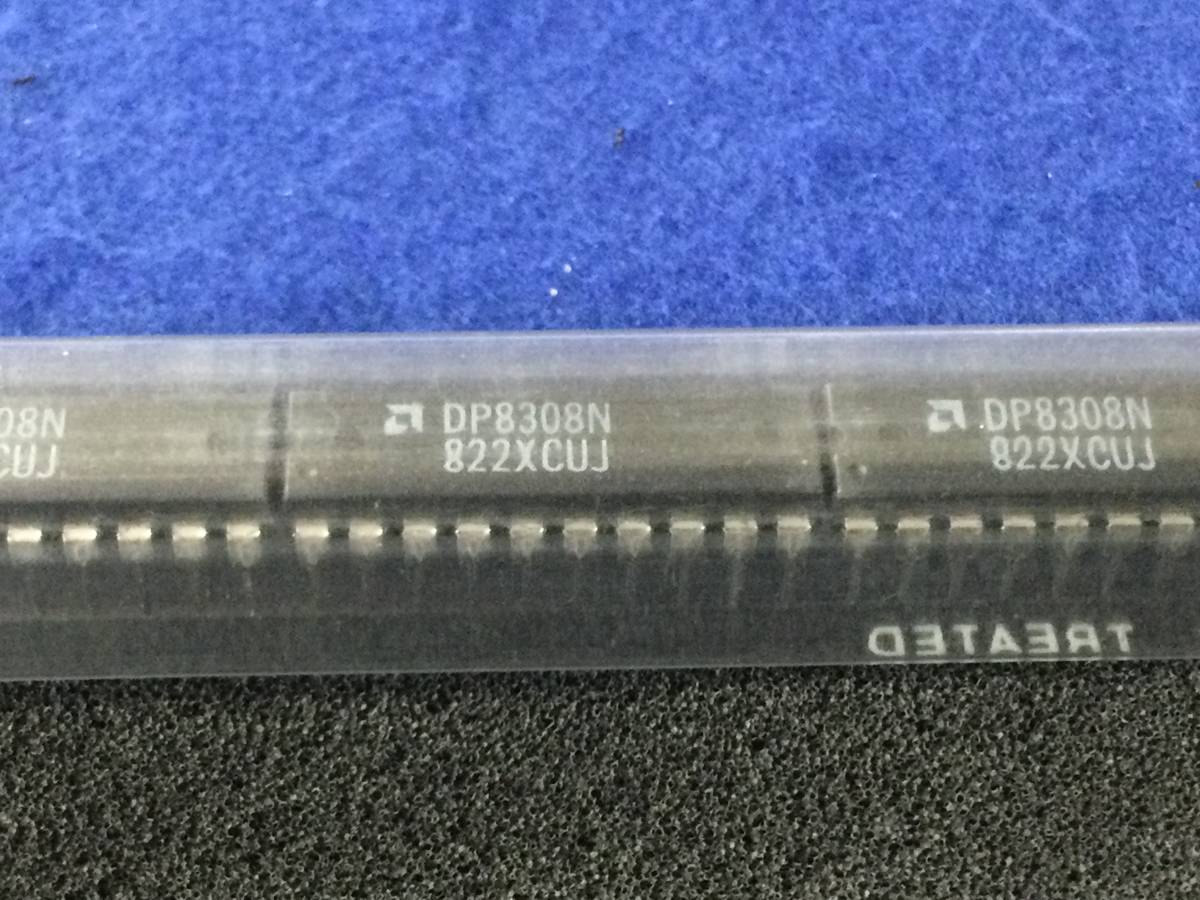 08N
CUJ
DP8308N
822XCUJ
DP8308N
822XCUJ
TREATED